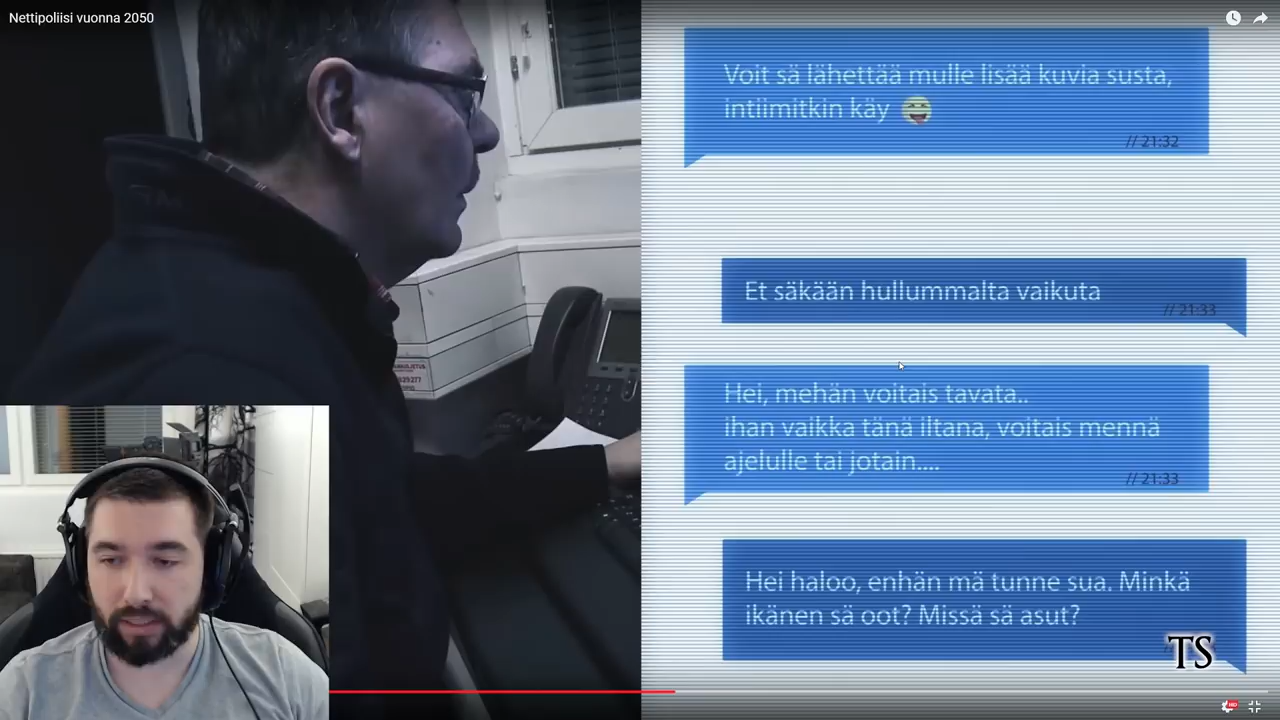 Nettipoliisi vuonna 2050
Voit sä lähettää mulle lisää kuvia susta,
intiimitkin käy
// 21:32
Et säkään hullummalta vaikuta
// 21:33
Hei, mehän voitais tavata..
ihan vaikka tänä iltana, voitais mennä
ajelulle tai jotain....
// 21:33
Hei haloo, enhän mä tunne sua. Minkä
ikänen sä oot? Missä sä asut?
TS
HD